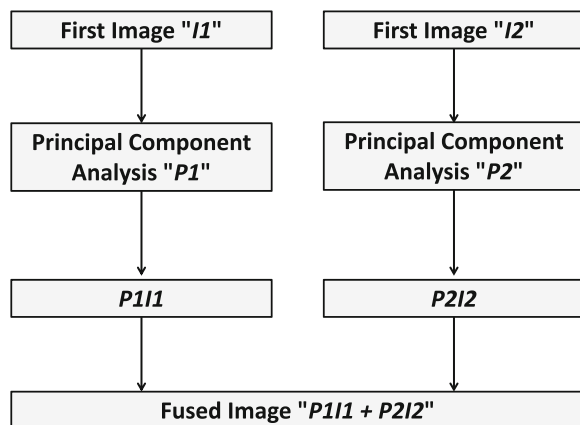 First Image "I1"
First Image "I2"
Principal Component
Analysis "P1"
Principal Component
Analysis "P2"
P1I1
P2I2
Fused Image "P1I1 + P2I2"